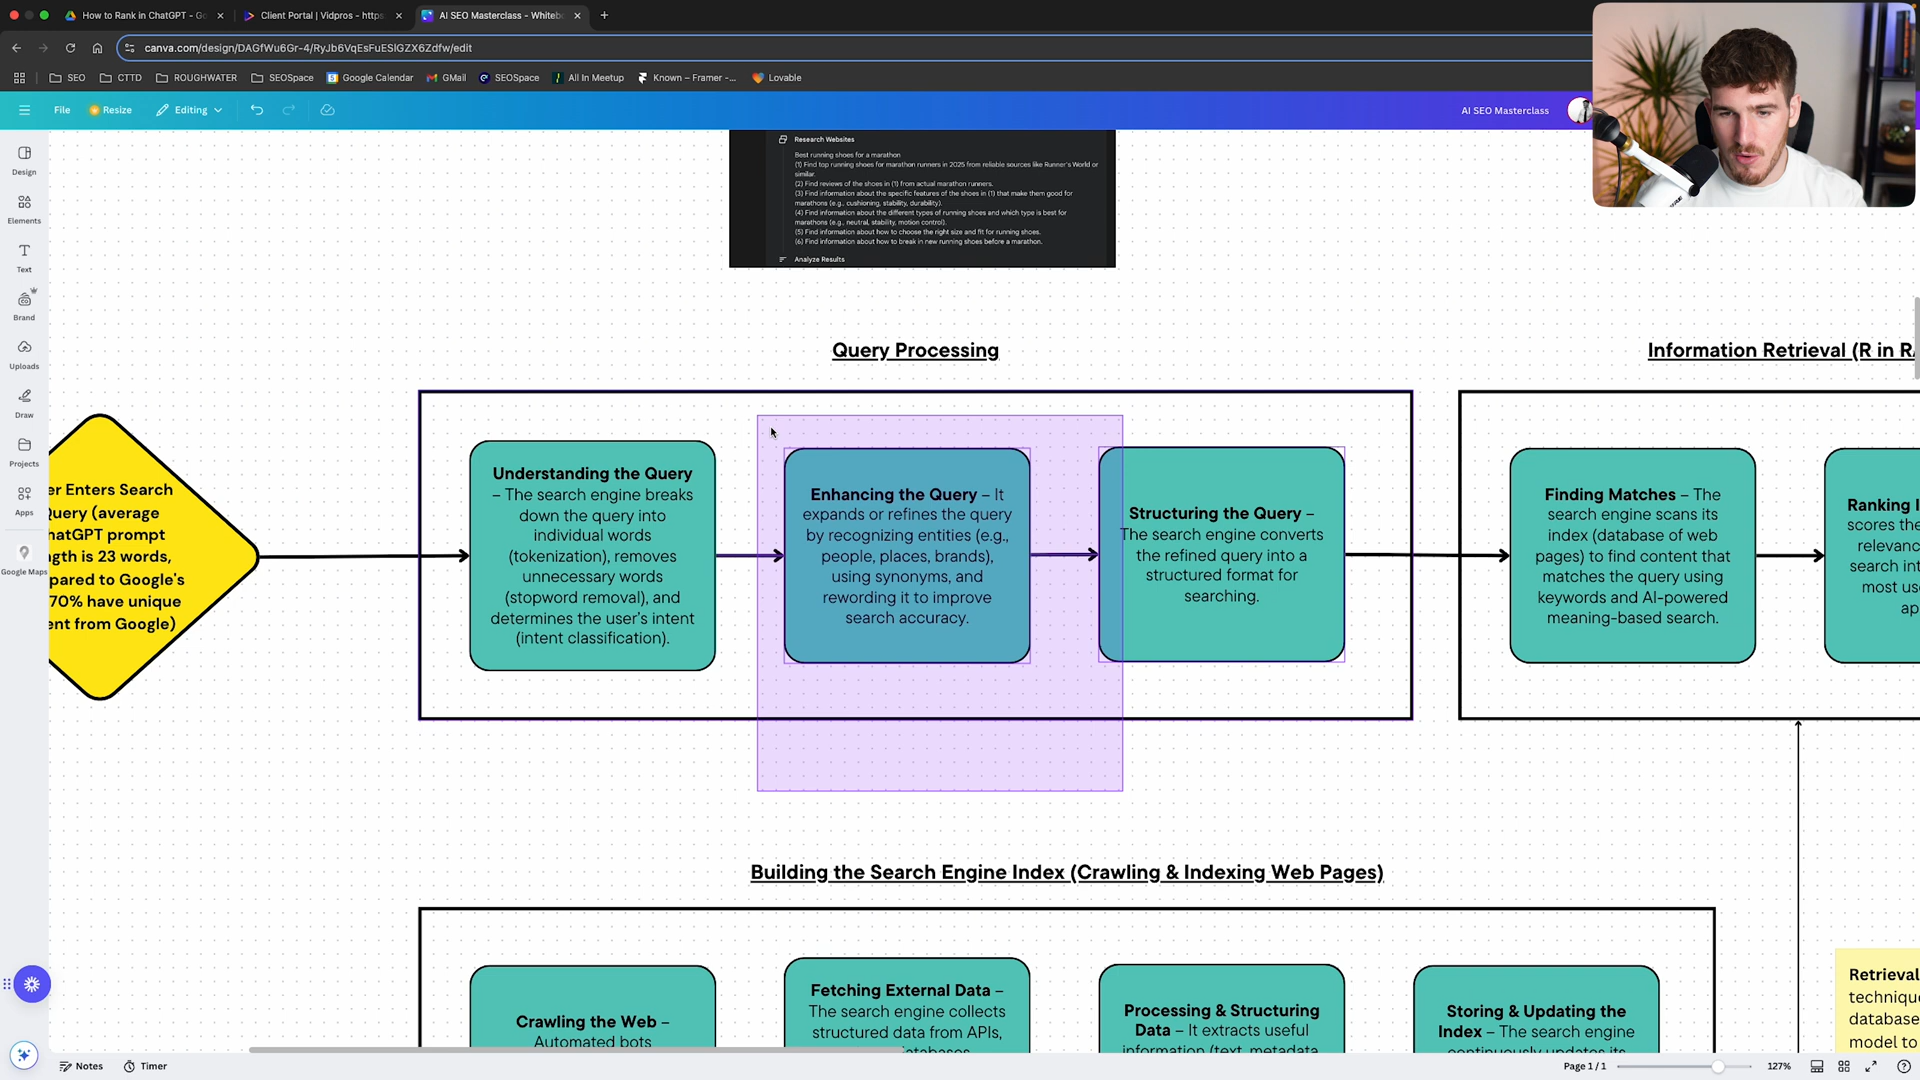 How to Rank in ChatGPT - Go
Client Portal | Vidpros - https
AI SEO Masterclass - Whitebo
canva.com/design/DAGfWu6Gr-4/RyJb6VqEsFuESlGZX6Zdfw/edit
SEO
CTTD
ROUGHWATER
SEOSpace
Google Calendar
GMail
SEOSpace
All In Meetup
Known – Framer -...
Lovable
File
Resize
Editing
AI SEO Masterclass
Design
Elements
Text
Brand
Uploads
Draw
Projects
Apps
Google Maps
Research Websites
Best running shoes for a marathon
(1) Find top running shoes for marathon runners in 2025 from reliable sources like Runner's World or
similar.
(2) Find reviews of the shoes in (1) from actual marathon runners.
(3) Find information about the specific features of the shoes in (1) that make them good for
marathons (e.g., cushioning, stability, durability).
(4) Find information about the different types of running shoes and which type is best for
marathons (e.g., neutral, stability, motion control).
(5) Find information about how to choose the right size and fit for running shoes.
(6) Find information about how to break in new running shoes before a marathon.
Analyze Results
Query Processing
Information Retrieval (R in RA
er Enters Search
Query (average
hatGPT prompt
ngth is 23 words,
pared to Google's
70% have unique
ent from Google)
Understanding the Query
– The search engine breaks
down the query into
individual words
(tokenization), removes
unnecessary words
(stopword removal), and
determines the user's intent
(intent classification).
Enhancing the Query – It
expands or refines the query
by recognizing entities (e.g.,
people, places, brands),
using synonyms, and
rewording it to improve
search accuracy.
Structuring the Query –
The search engine converts
the refined query into a
structured format for
searching.
Finding Matches – The
search engine scans its
index (database of web
pages) to find content that
matches the query using
keywords and AI-powered
meaning-based search.
Ranking
scores the
relevanc
search int
most us
ap
Building the Search Engine Index (Crawling & Indexing Web Pages)
Crawling the Web –
Automated bots
Fetching External Data –
The search engine collects
structured data from APIs,
Processing & Structuring
Data – It extracts useful
information (text, metadata
Storing & Updating the
Index – The search engine
continuously updates its
Retrieval
techniqu
database
model to
Notes
Timer
Page 1 / 1
127%